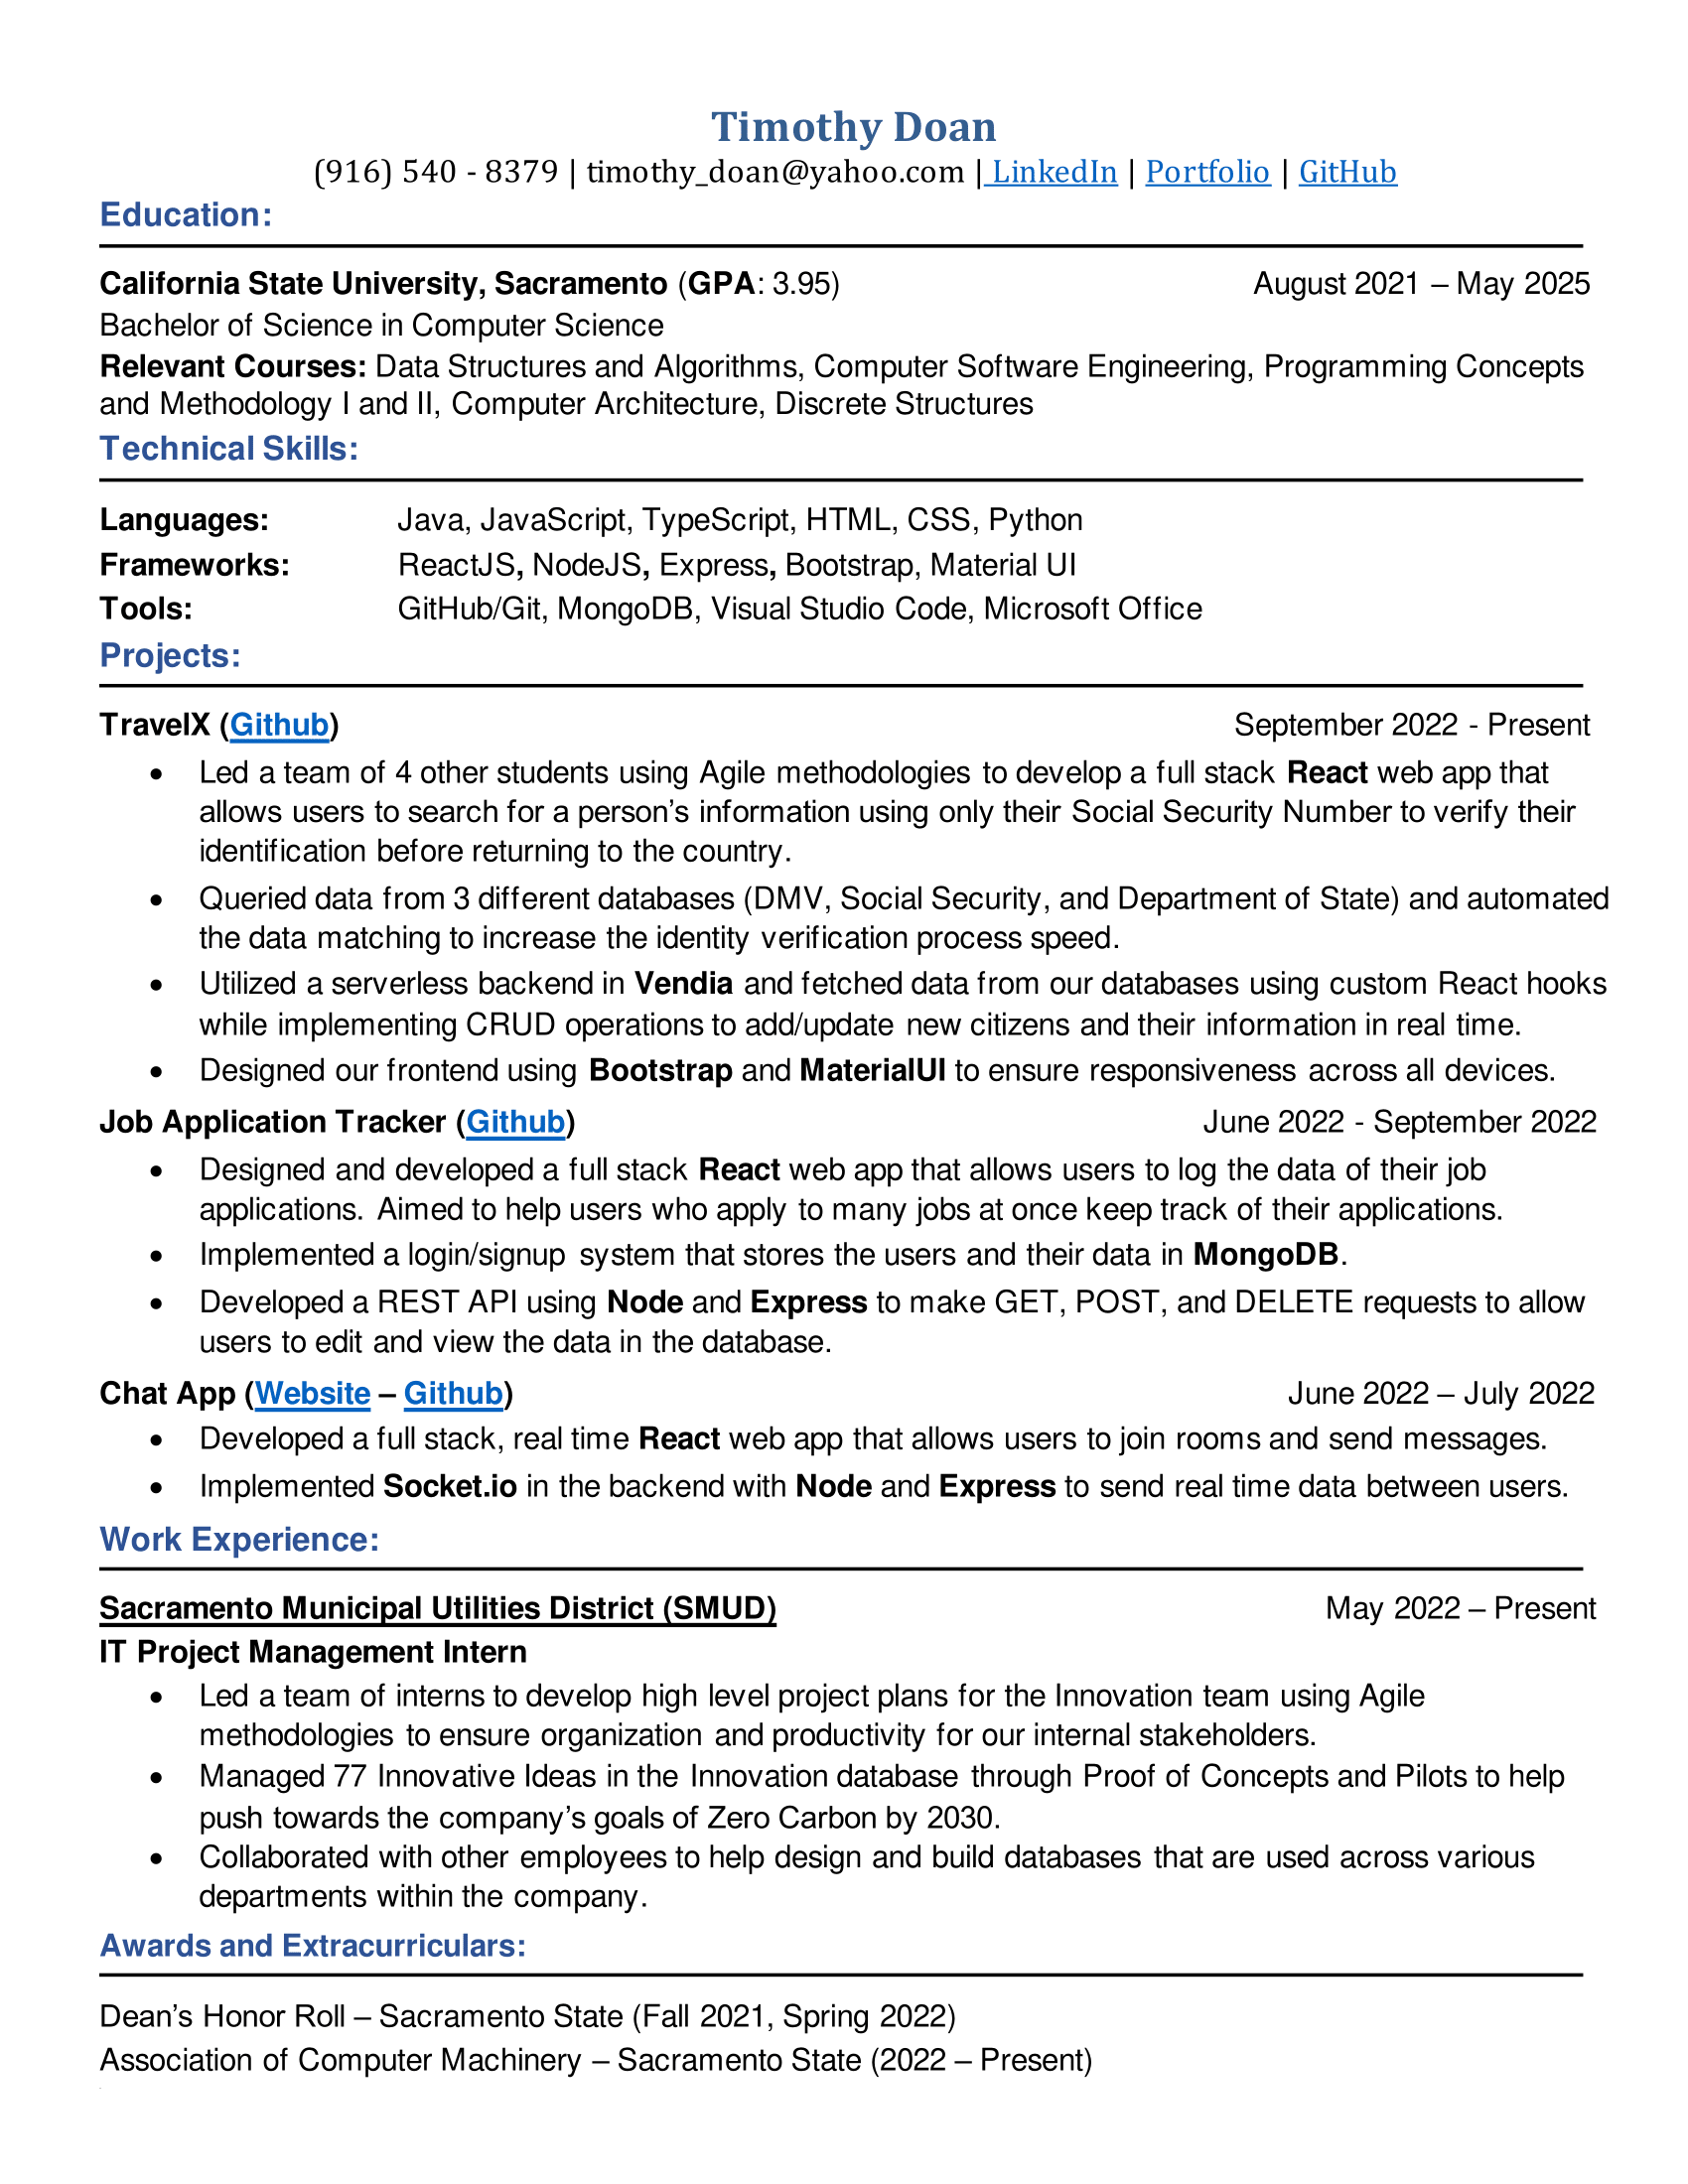 Timothy Doan
(916) 540 - 8379 | timothy_doan@yahoo.com | LinkedIn | Portfolio | GitHub
Education:
California State University, Sacramento (GPA: 3.95) August 2021 – May 2025
Bachelor of Science in Computer Science
Relevant Courses: Data Structures and Algorithms, Computer Software Engineering, Programming Concepts
and Methodology I and II, Computer Architecture, Discrete Structures
Technical Skills:
Languages: Java, JavaScript, TypeScript, HTML, CSS, Python
Frameworks: ReactJS, NodeJS, Express, Bootstrap, Material UI
Tools: GitHub/Git, MongoDB, Visual Studio Code, Microsoft Office
Projects:
TravelX (Github) September 2022 - Present
• Led a team of 4 other students using Agile methodologies to develop a full stack React web app that
allows users to search for a person’s information using only their Social Security Number to verify their
identification before returning to the country.
• Queried data from 3 different databases (DMV, Social Security, and Department of State) and automated
the data matching to increase the identity verification process speed.
• Utilized a serverless backend in Vendia and fetched data from our databases using custom React hooks
while implementing CRUD operations to add/update new citizens and their information in real time.
• Designed our frontend using Bootstrap and MaterialUI to ensure responsiveness across all devices.
Job Application Tracker (Github) June 2022 - September 2022
• Designed and developed a full stack React web app that allows users to log the data of their job
applications. Aimed to help users who apply to many jobs at once keep track of their applications.
• Implemented a login/signup system that stores the users and their data in MongoDB.
• Developed a REST API using Node and Express to make GET, POST, and DELETE requests to allow
users to edit and view the data in the database.
Chat App (Website – Github) June 2022 – July 2022
• Developed a full stack, real time React web app that allows users to join rooms and send messages.
• Implemented Socket.io in the backend with Node and Express to send real time data between users.
Work Experience:
Sacramento Municipal Utilities District (SMUD) May 2022 – Present
IT Project Management Intern
• Led a team of interns to develop high level project plans for the Innovation team using Agile
methodologies to ensure organization and productivity for our internal stakeholders.
• Managed 77 Innovative Ideas in the Innovation database through Proof of Concepts and Pilots to help
push towards the company’s goals of Zero Carbon by 2030.
• Collaborated with other employees to help design and build databases that are used across various
departments within the company.
Awards and Extracurriculars:
Dean’s Honor Roll – Sacramento State (Fall 2021, Spring 2022)
Association of Computer Machinery – Sacramento State (2022 – Present)